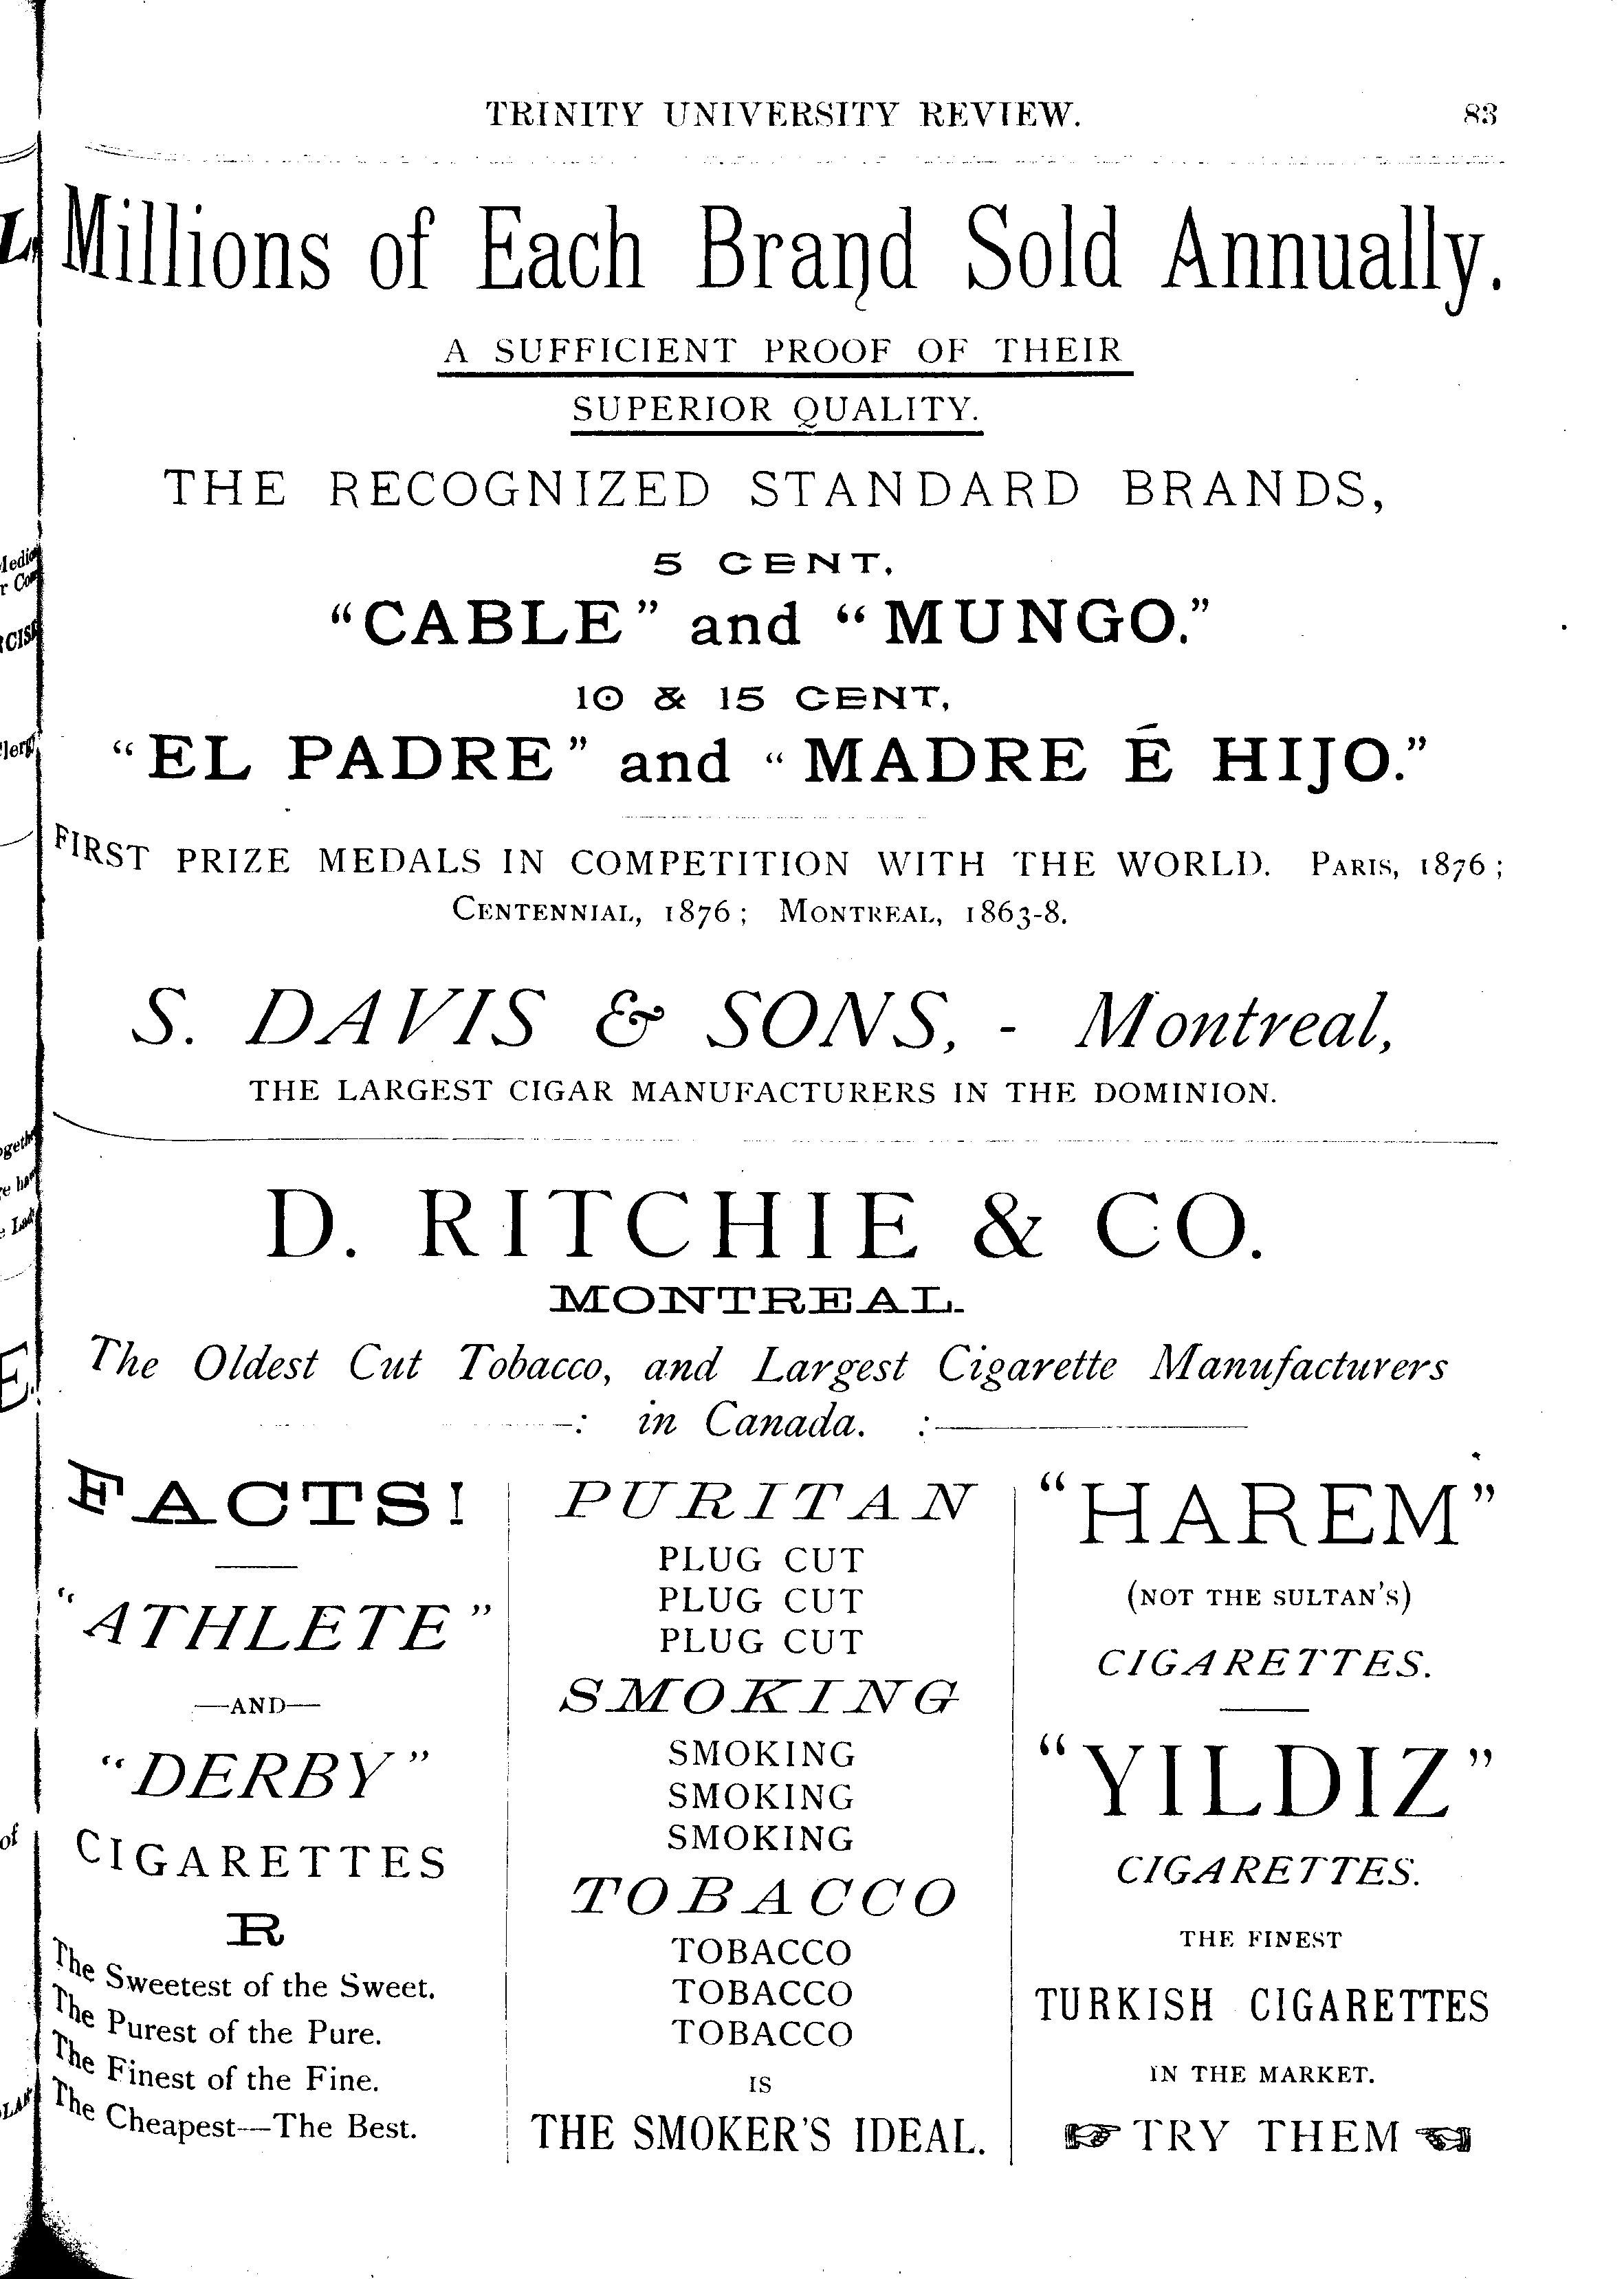 TRINITY UNIVERSITY REVIEW. 83
Millions of Each Brand Sold Annually.
A SUFFICIENT PROOF OF THEIR
SUPERIOR QUALITY.
THE RECOGNIZED STANDARD BRANDS,
5 CENT,
"CABLE" and "MUNGO."
10 & 15 CENT,
"EL PADRE" and "MADRE É HIJO."
FIRST PRIZE MEDALS IN COMPETITION WITH THE WORLD. PARIS, 1876;
CENTENNIAL, 1876; MONTREAL, 1863-8.
S. DAVIS & SONS, - Montreal,
THE LARGEST CIGAR MANUFACTURERS IN THE DOMINION.
D. RITCHIE & CO.
MONTREAL.
The Oldest Cut Tobacco, and Largest Cigarette Manufacturers
—: in Canada. :—
FACTS!
"ATHLETE"
—AND—
"DERBY"
CIGARETTES
R
The Sweetest of the Sweet.
The Purest of the Pure.
The Finest of the Fine.
The Cheapest—The Best.
PURITAN
PLUG CUT
PLUG CUT
PLUG CUT
SMOKING
SMOKING
SMOKING
SMOKING
TOBACCO
TOBACCO
TOBACCO
TOBACCO
IS
THE SMOKER'S IDEAL.
"HAREM"
(NOT THE SULTAN'S)
CIGARETTES.
"YILDIZ"
CIGARETTES.
THE FINEST
TURKISH CIGARETTES
IN THE MARKET.
☞ TRY THEM ☜